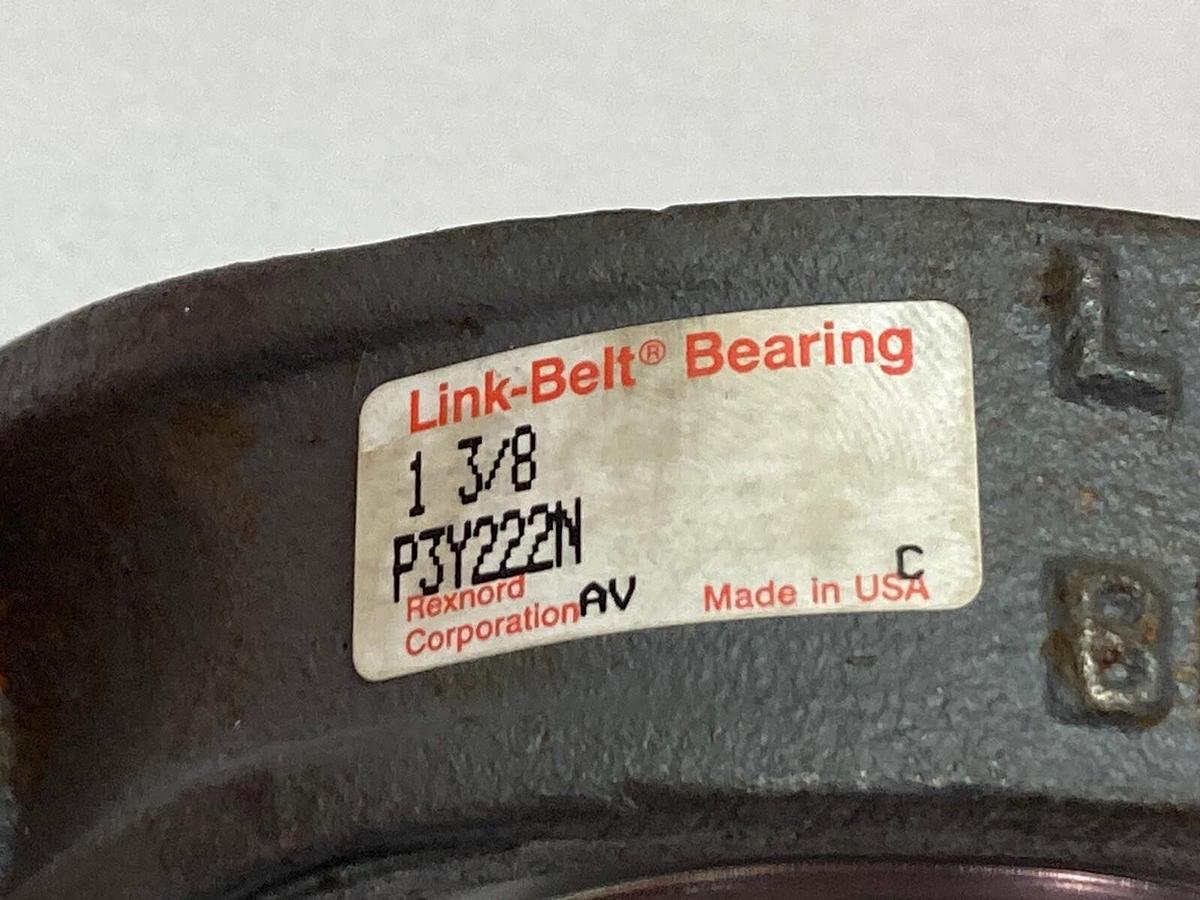 Link-Belt® Bearing
1 3/8
P3Y222N
Rexnord
Corporation AV
Made in USA C
L
B